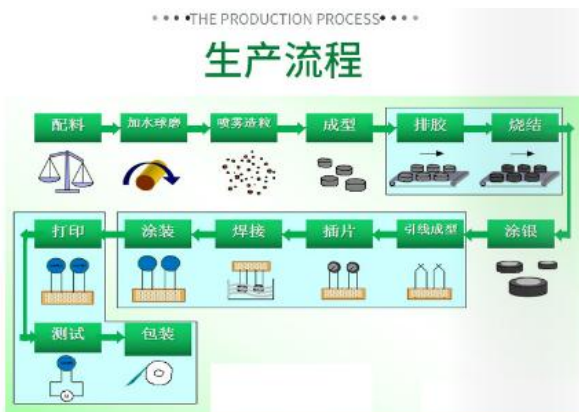 THE PRODUCTION PROCESS
生产流程
配料
加水球磨
喷雾造粒
成型
排胶
烧结
打印
涂装
焊接
插片
引线成型
涂银
测试
包装